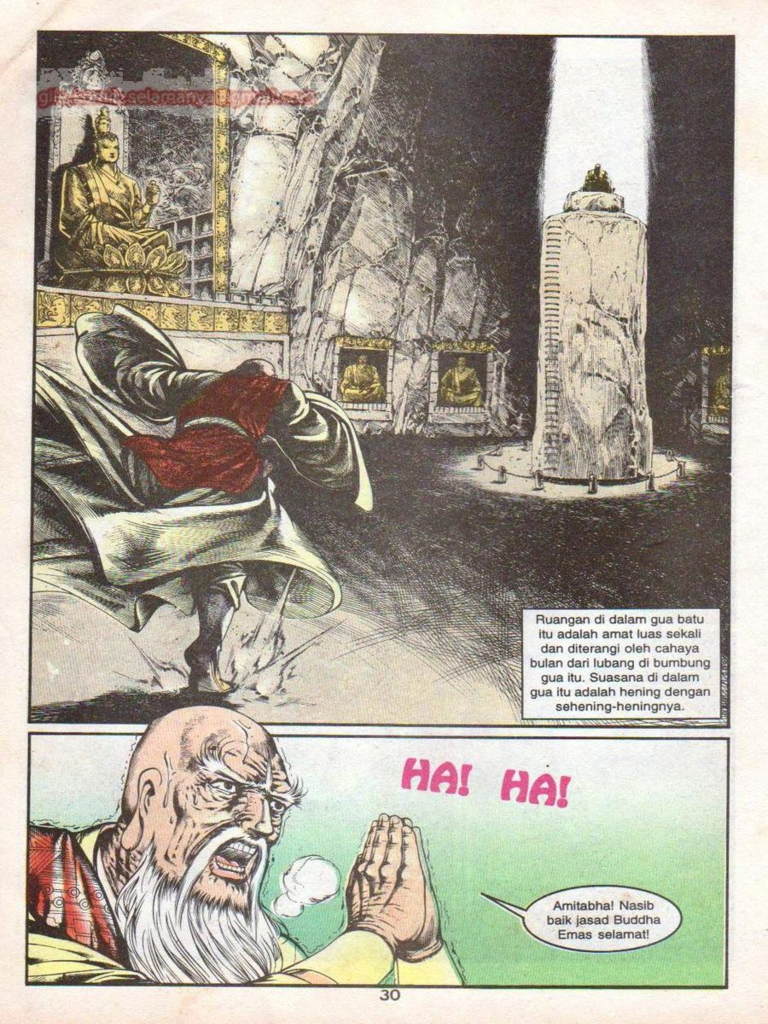 Ruangan di dalam gua batu
itu adalah amat luas sekali
dan diterangi oleh cahaya
bulan dari lubang di bumbung
gua itu. Suasana di dalam
gua itu adalah hening dengan
sehening-heningnya.
HA! HA!
Amitabha! Nasib
baik jasad Buddha
Emas selamat!
30